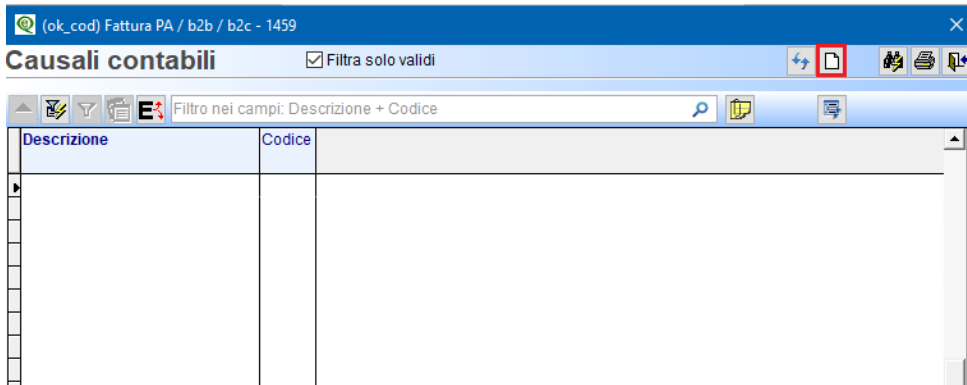 (ok_cod) Fattura PA / b2b / b2c - 1459
Causali contabili
Filtra solo validi
Filtro nei campi: Descrizione + Codice
Descrizione
Codice